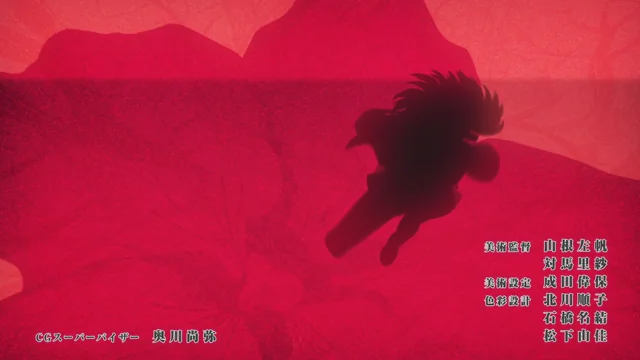 美術監督 山根左帆
対馬里紗
美術設定 成田偉保
色彩設計 北川順子
石橋名結
松下由佳
CGスーパーバイザー 奥川尚弥